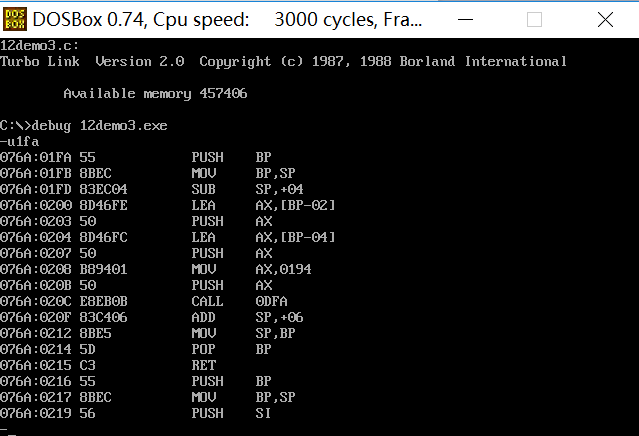 DOSBox 0.74, Cpu speed: 3000 cycles, Fra...
12demo3.c:
Turbo Link Version 2.0 Copyright (c) 1987, 1988 Borland International
Available memory 457406
C:\>debug 12demo3.exe
-u1fa
076A:01FA 55 PUSH BP
076A:01FB 8BEC MOV BP,SP
076A:01FD 83EC04 SUB SP,+04
076A:0200 8D46FE LEA AX,[BP-02]
076A:0203 50 PUSH AX
076A:0204 8D46FC LEA AX,[BP-04]
076A:0207 50 PUSH AX
076A:0208 B89401 MOV AX,0194
076A:020B 50 PUSH AX
076A:020C E8EB0B CALL 0DFA
076A:020F 83C406 ADD SP,+06
076A:0212 8BE5 MOV SP,BP
076A:0214 5D POP BP
076A:0215 C3 RET
076A:0216 55 PUSH BP
076A:0217 8BEC MOV BP,SP
076A:0219 56 PUSH SI
-